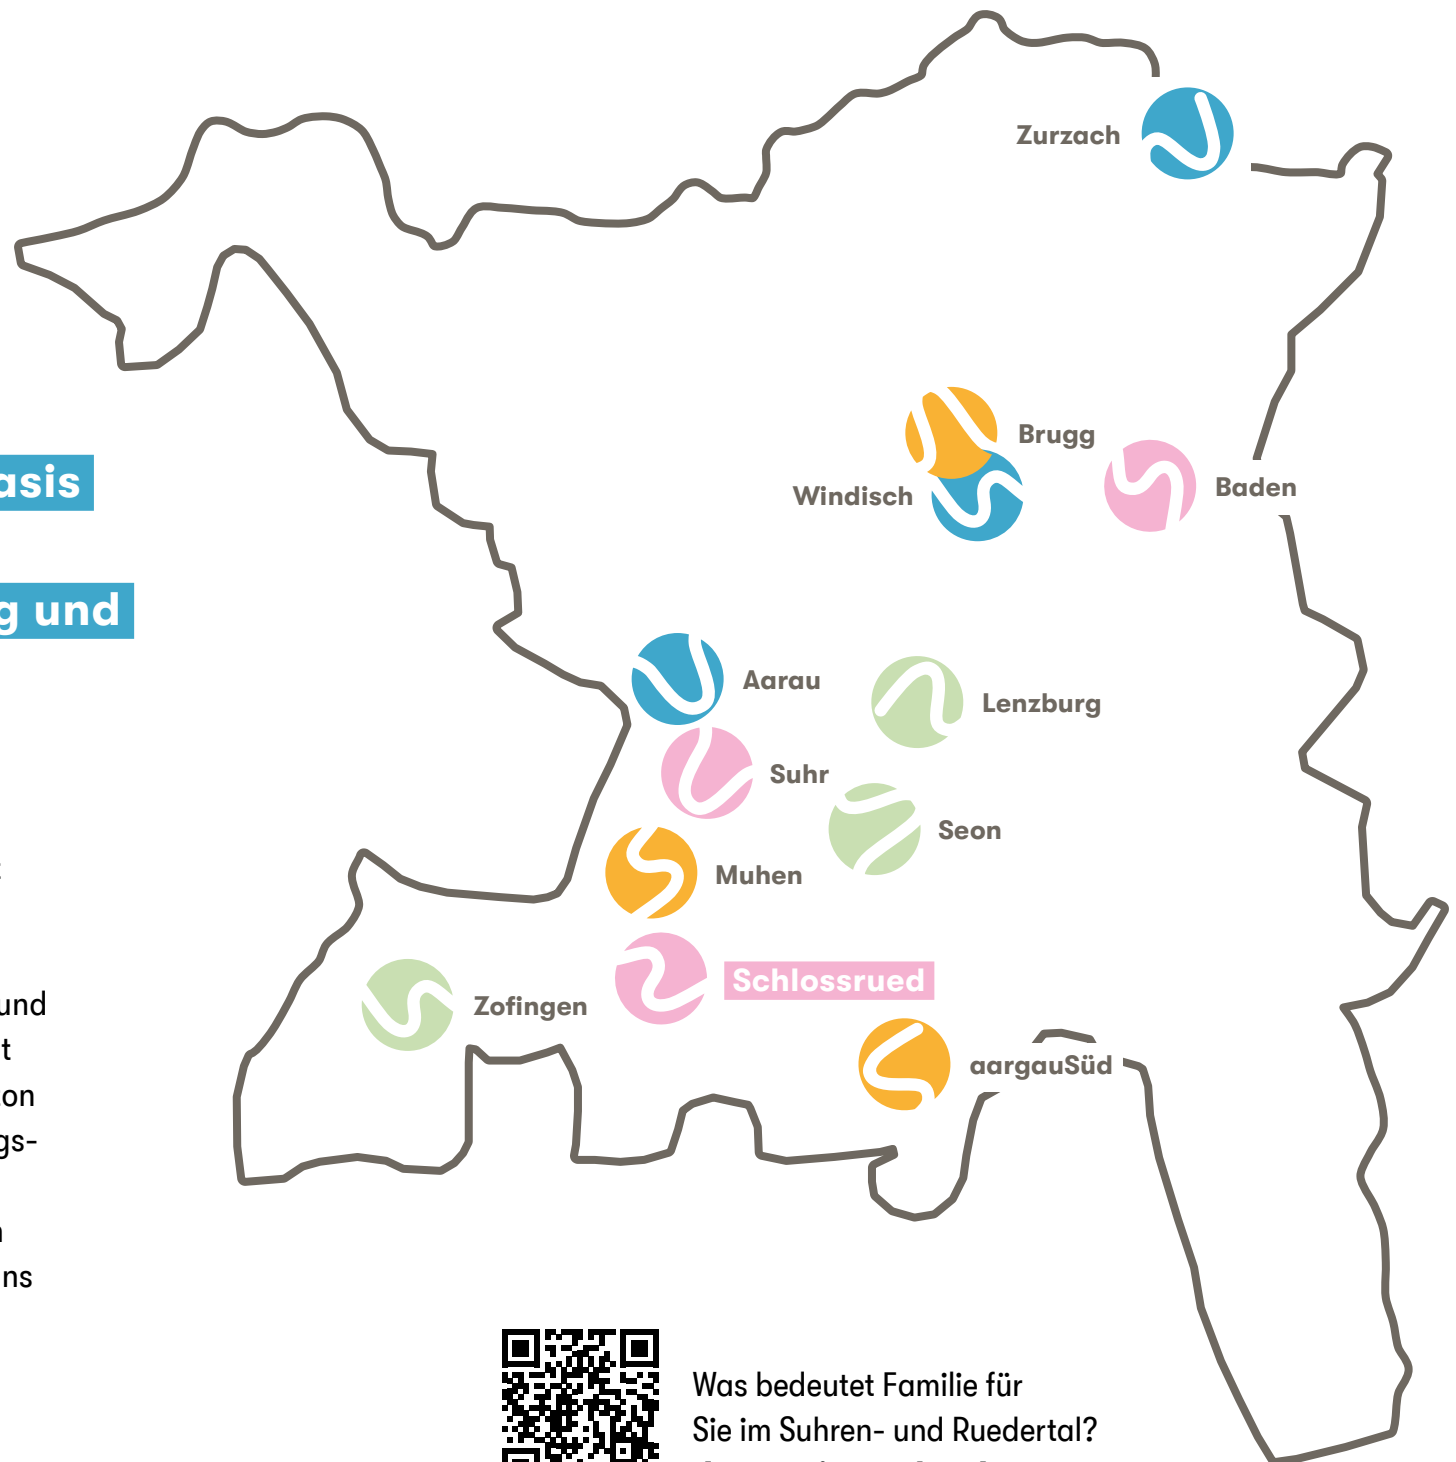 Zurzach
Brugg
Windisch
Baden
asis
g und
Aarau
Lenzburg
Suhr
Seon
Muhen
Schlossrued
Zofingen
aargauSüd
und
t
on
gs-
ns
Was bedeutet Familie für
Sie im Suhren- und Ruedertal?